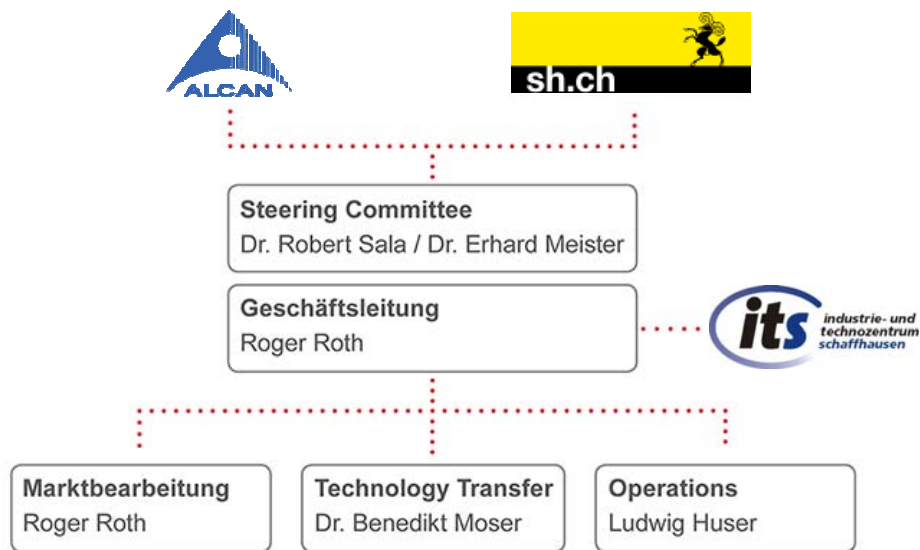 ALCAN
sh.ch
Steering Committee
Dr. Robert Sala / Dr. Erhard Meister
Geschäftsleitung
Roger Roth
its
industrie- und
technozentrum
schaffhausen
Marktbearbeitung
Roger Roth
Technology Transfer
Dr. Benedikt Moser
Operations
Ludwig Huser